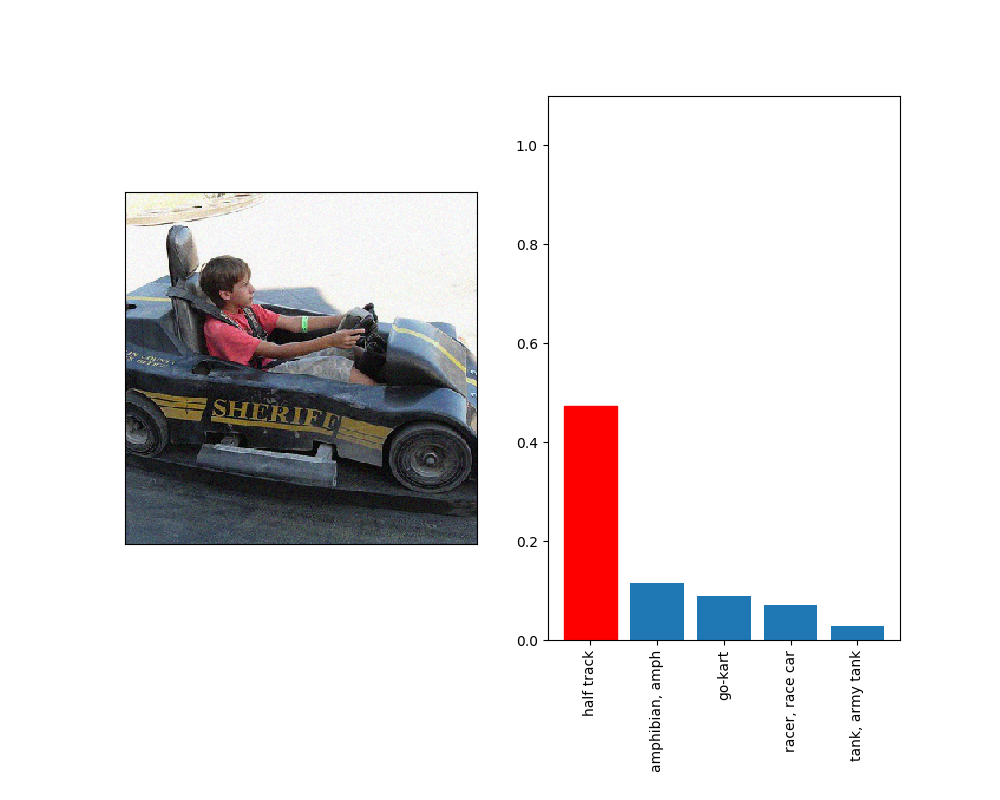 SHERIFF
1.0
0.8
0.6
0.4
0.2
0.0
half track
amphibian, amph
go-kart
racer, race car
tank, army tank